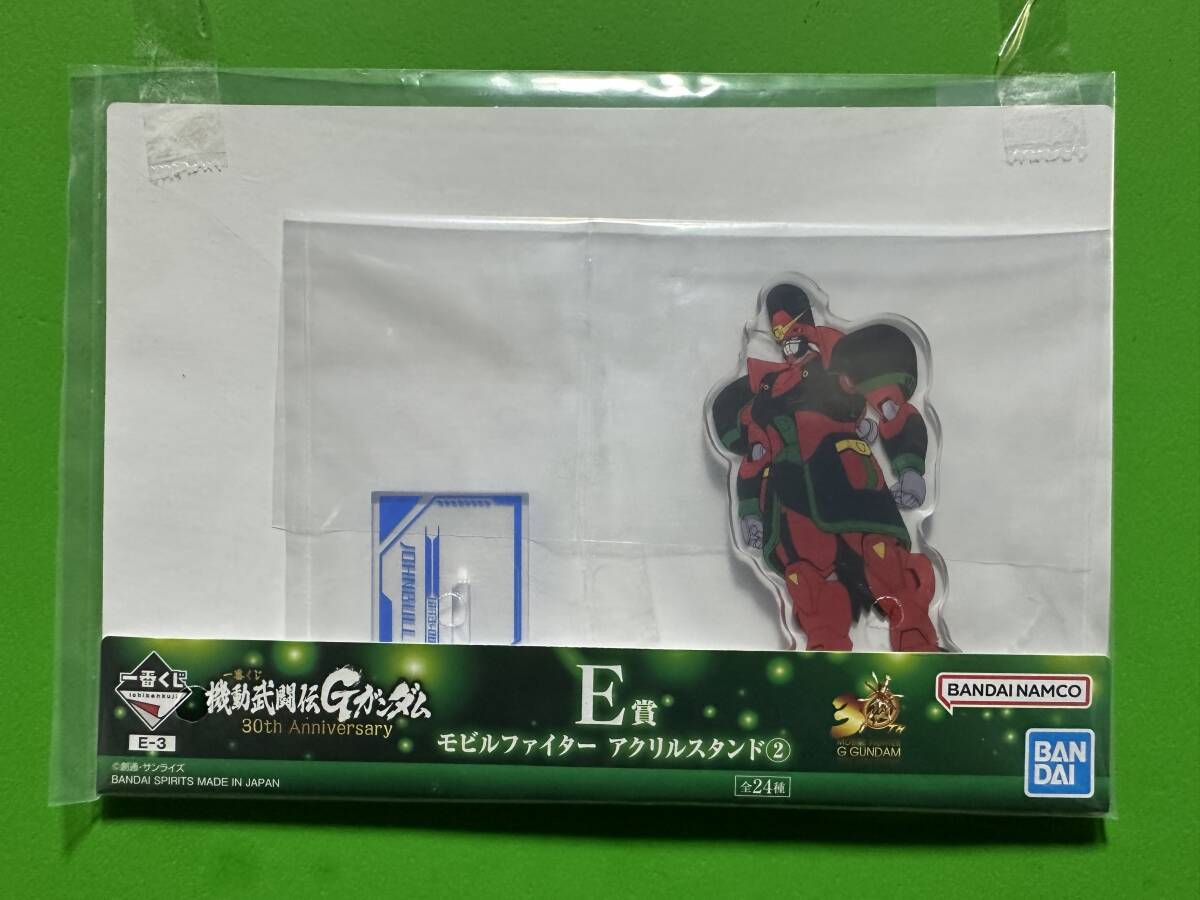 JOHNBULL
一番くじ
ichibankuji
E-3
一番くじ
機動武闘伝Gガンダム
30th Anniversary
E賞
モビルファイター アクリルスタンド②
全24種
30TH
G GUNDAM
BANDAI NAMCO
BAN
DAI
©創通・サンライズ
BANDAI SPIRITS MADE IN JAPAN